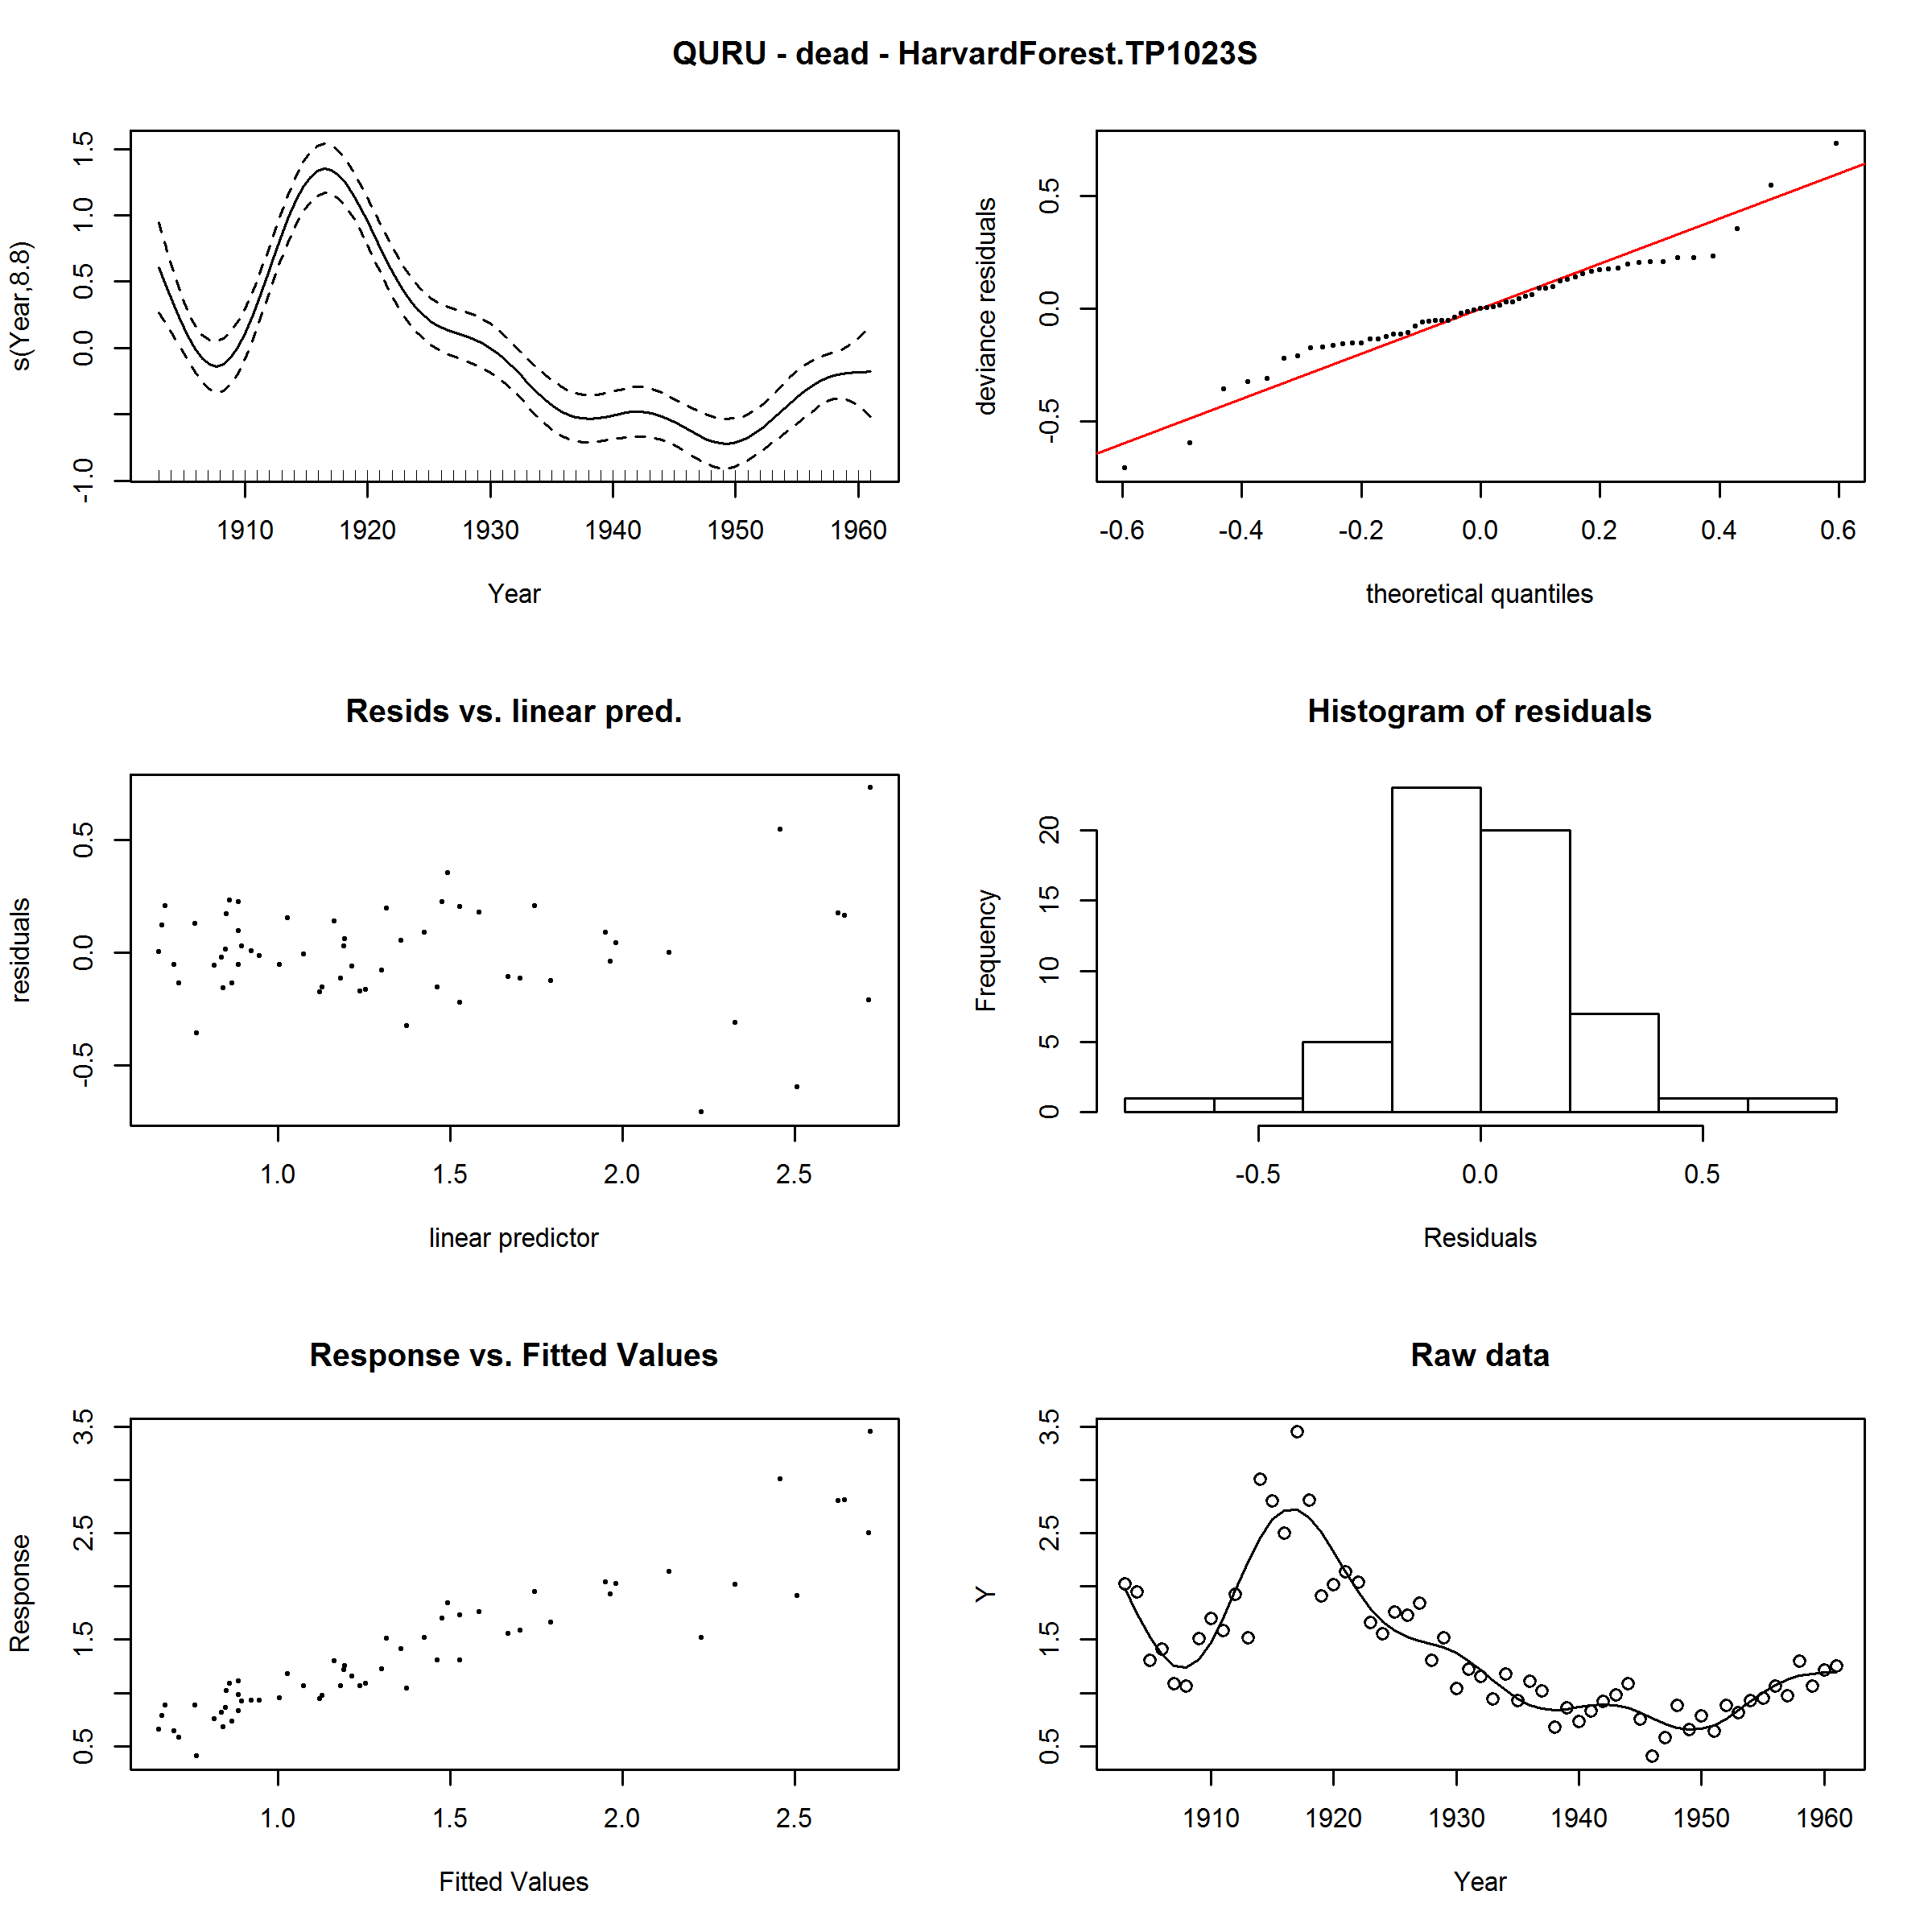 QURU - dead - HarvardForest.TP1023S
s(Year,8.8)
-1.0 0.0 0.5 1.0 1.5
1910 1920 1930 1940 1950 1960
Year
deviance residuals
-0.5 0.0 0.5
-0.6 -0.4 -0.2 0.0 0.2 0.4 0.6
theoretical quantiles
Resids vs. linear pred.
residuals
-0.5 0.0 0.5
1.0 1.5 2.0 2.5
linear predictor
Histogram of residuals
Frequency
0 5 10 15 20
-0.5 0.0 0.5
Residuals
Response vs. Fitted Values
Response
0.5 1.5 2.5 3.5
1.0 1.5 2.0 2.5
Fitted Values
Raw data
Y
0.5 1.5 2.5 3.5
1910 1920 1930 1940 1950 1960
Year